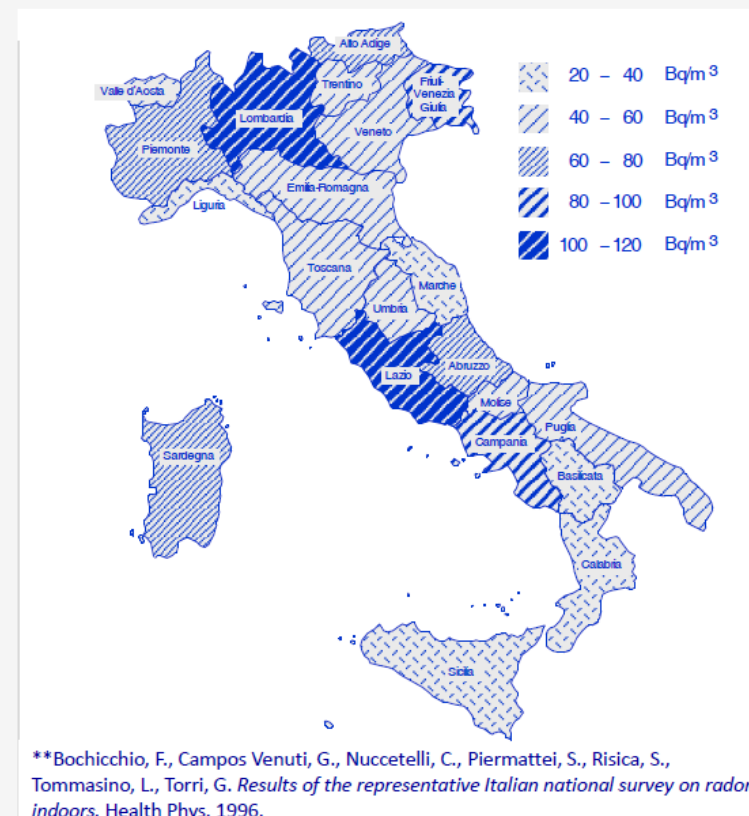 Alto Adige
Valle d'Aosta
Trentino
Friuli-
Venezia
Giulia
Lombardia
Veneto
Piemonte
Emilia-Romagna
Liguria
Toscana
Marche
Umbria
Lazio
Abruzzo
Molise
Campania
Puglia
Basilicata
Sardegna
Calabria
Sicilia
20 – 40 Bq/m³
40 – 60 Bq/m³
60 – 80 Bq/m³
80 – 100 Bq/m³
100 – 120 Bq/m³
**Bochicchio, F., Campos Venuti, G., Nuccetelli, C., Piermattei, S., Risica, S.,
Tommasino, L., Torri, G. Results of the representative Italian national survey on radon
indoors. Health Phys. 1996.